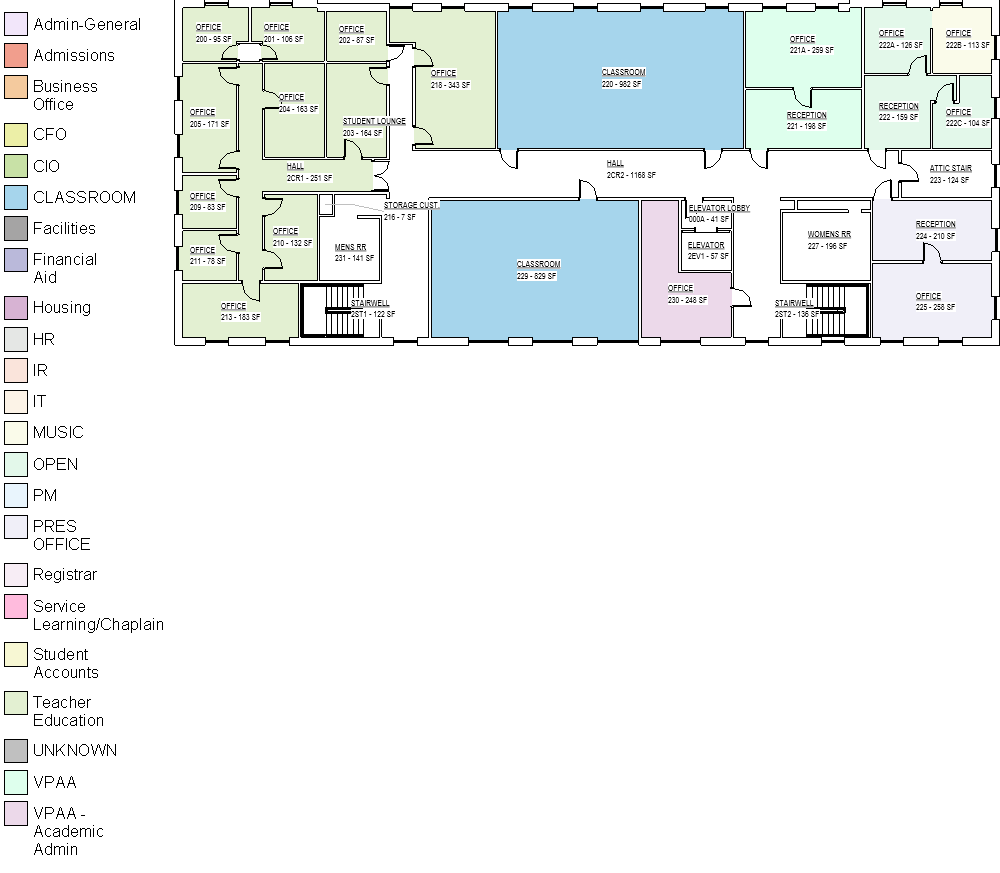 Admin-General
Admissions
Business
Office
CFO
CIO
CLASSROOM
Facilities
Financial
Aid
Housing
HR
IR
IT
MUSIC
OPEN
PM
PRES
OFFICE
Registrar
Service
Learning/Chaplain
Student
Accounts
Teacher
Education
UNKNOWN
VPAA
VPAA -
Academic
Admin
OFFICE
200 - 95 SF
OFFICE
201 - 106 SF
OFFICE
202 - 87 SF
OFFICE
218 - 343 SF
CLASSROOM
220 - 982 SF
OFFICE
221A - 259 SF
OFFICE
222A - 126 SF
OFFICE
222B - 113 SF
OFFICE
205 - 171 SF
OFFICE
204 - 163 SF
STUDENT LOUNGE
203 - 164 SF
RECEPTION
221 - 198 SF
RECEPTION
222 - 159 SF
OFFICE
222C - 104 SF
HALL
2CR1 - 251 SF
HALL
2CR2 - 1168 SF
ATTIC STAIR
223 - 124 SF
OFFICE
209 - 83 SF
STORAGE CUST
216 - 7 SF
ELEVATOR LOBBY
000A - 41 SF
OFFICE
210 - 132 SF
MENS RR
231 - 141 SF
OFFICE
211 - 78 SF
CLASSROOM
229 - 829 SF
ELEVATOR
2EV1 - 57 SF
WOMENS RR
227 - 196 SF
RECEPTION
224 - 210 SF
OFFICE
213 - 183 SF
STAIRWELL
2ST1 - 122 SF
OFFICE
230 - 248 SF
STAIRWELL
2ST2 - 136 SF
OFFICE
225 - 258 SF